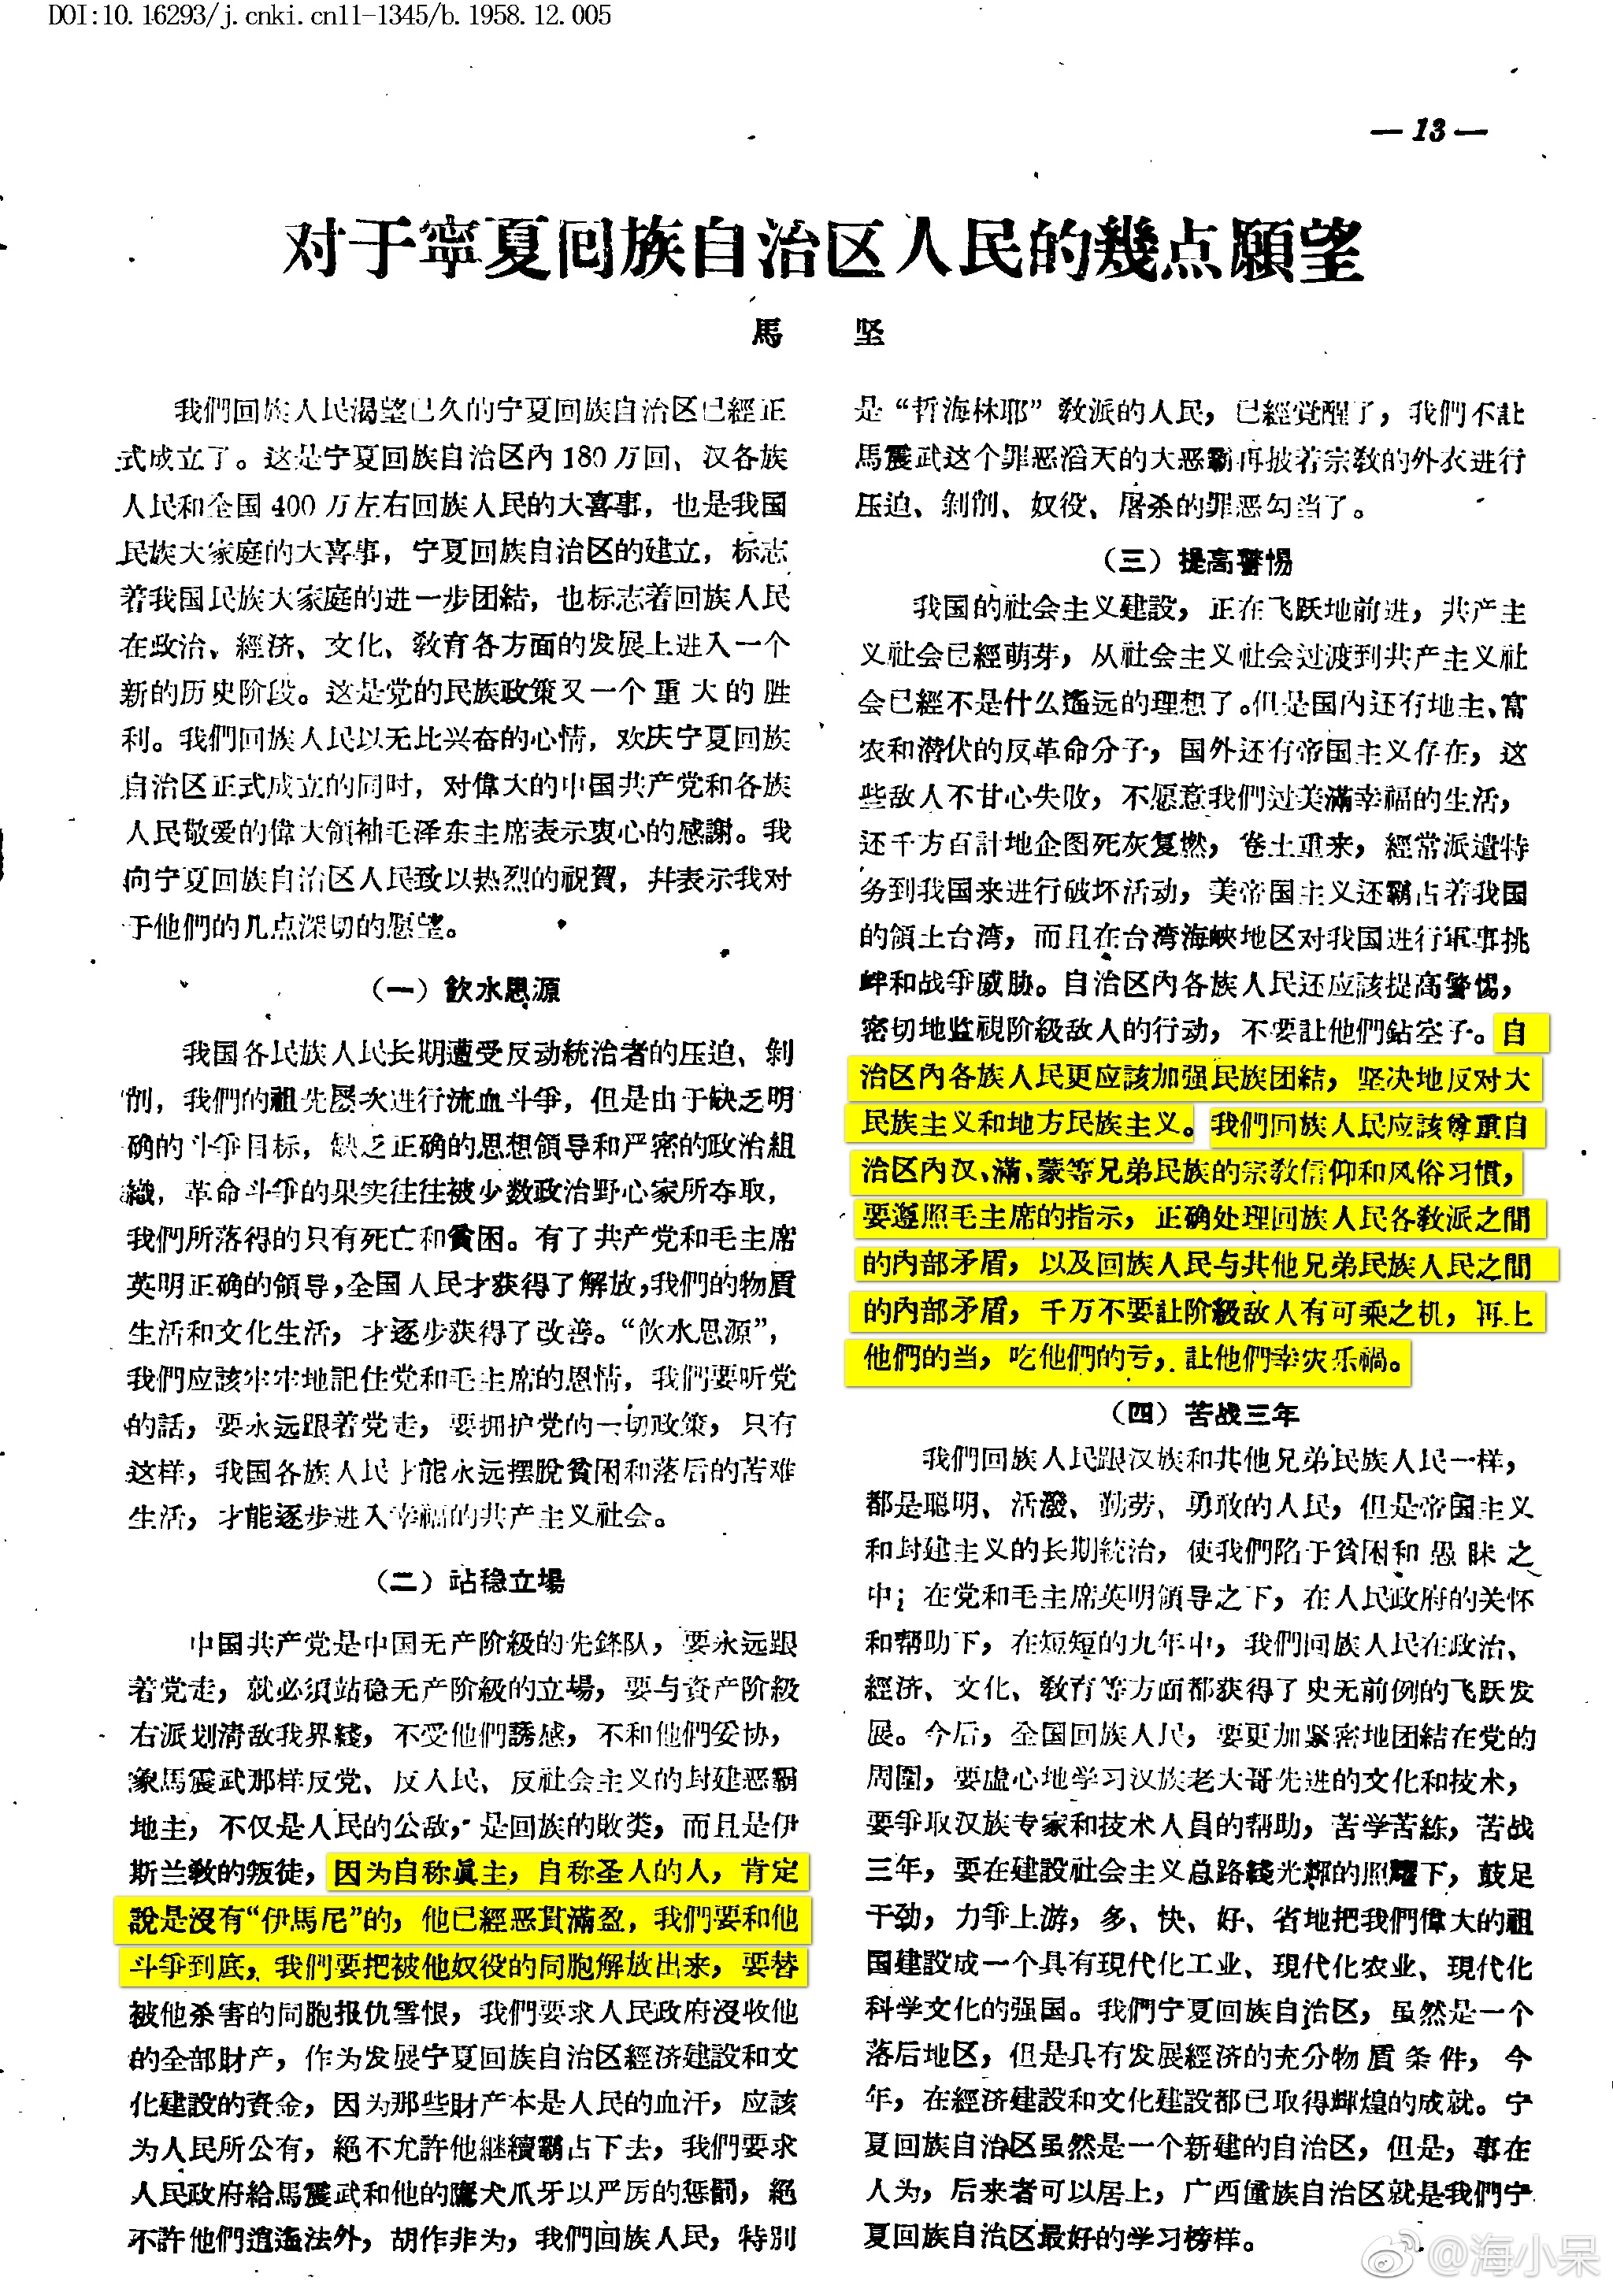 DOI:10.16293/j.cnki.cn11-1345/b.1958.12.005
— 13 —
对于寧夏回族自治区人民的幾点願望
馬 坚
我們回族人民渴望已久的宁夏回族自治区已經正
式成立了。这是宁夏回族自治区内180万回、汉各族
人民和全国400万左右回族人民的大喜事，也是我国
民族大家庭的大喜事，宁夏回族自治区的建立，标志
着我国民族大家庭的进一步团結，也标志着回族人民
在政治、經济、文化、敎育各方面的发展上进入一个
新的历史阶段。这是党的民族政策又一个重大的胜
利。我們回族人民以无比兴奋的心情，欢庆宁夏回族
自治区正式成立的同时，对偉大的中国共产党和各族
人民敬爱的偉大領袖毛泽东主席表示衷心的感謝。我
向宁夏回族自治区人民致以热烈的祝賀，幷表示我对
于他們的几点深切的愿望。
（一）飮水思源
我国各民族人民长期遭受反动統治者的压迫、剝
削，我們的祖先屡次进行流血斗爭，但是由于缺乏明
确的斗爭目标，缺乏正确的思想領导和严密的政治組
織，革命斗爭的果实往往被少数政治野心家所夺取，
我們所落得的只有死亡和貧困。有了共产党和毛主席
英明正确的領导，全国人民才获得了解放，我們的物質
生活和文化生活，才逐步获得了改善。“飮水思源”，
我們应該牢牢地記住党和毛主席的恩情，我們要听党
的話，要永远跟着党走，要拥护党的一切政策，只有
这样，我国各族人民才能永远摆脫貧困和落后的苦难
生活，才能逐步进入幸福的共产主义社会。
（二）站稳立場
中国共产党是中国无产阶級的先鋒队，要永远跟
着党走，就必須站稳无产阶級的立場，要与資产阶級
右派划淸敌我界綫，不受他們誘惑，不和他們妥协，
象馬震武那样反党、反人民、反社会主义的封建恶霸
地主，不仅是人民的公敌，是回族的敗类，而且是伊
斯兰敎的叛徒，因为自称眞主，自称圣人的人，肯定
說是沒有“伊馬尼”的，他已經恶貫滿盈，我們要和他
斗爭到底，我們要把被他奴役的同胞解放出来，要替
被他杀害的同胞报仇雪恨，我們要求人民政府沒收他
的全部財产，作为发展宁夏回族自治区經济建設和文
化建設的資金，因为那些財产本是人民的血汗，应該
为人民所公有，絕不允許他継續霸占下去，我們要求
人民政府給馬震武和他的鷹犬爪牙以严厉的惩罰，絕
不許他們逍遙法外，胡作非为，我們回族人民，特別
是“哲海林耶”敎派的人民，已經覚醒了，我們不訨
馬震武这个罪恶滔天的大恶霸再披着宗敎的外衣进行
压迫、剝削、奴役、屠杀的罪恶勾当了。
（三）提高警惕
我国的社会主义建設，正在飞跃地前进，共产主
义社会已經萌芽，从社会主义社会过渡到共产主义社
会已經不是什么遙远的理想了。但是国内还有地主、富
农和潛伏的反革命分子，国外还有帝国主义存在，这
些敌人不甘心失敗，不愿意我們过美滿幸福的生活，
还千方百計地企图死灰复燃，卷土重来，經常派遣特
务到我国来进行破坏活动，美帝国主义还霸占着我国
的領土台湾，而且在台湾海峽地区对我国进行軍事挑
衅和战爭威胁。自治区內各族人民还应該提高警惕，
密切地监視阶級敌人的行动，不要訨他們鉆空子。自
治区內各族人民更应該加强民族团結，坚决地反对大
民族主义和地方民族主义。我們回族人民应該尊重自
治区內汉、滿、蒙等兄弟民族的宗敎信仰和风俗习慣，
要遵照毛主席的指示，正确处理回族人民各敎派之間
的內部矛盾，以及回族人民与其他兄弟民族人民之間
的內部矛盾，千万不要訨阶級敌人有可乘之机，再上
他們的当，吃他們的亏，訨他們幸灾乐禍。
（四）苦战三年
我們回族人民跟汉族和其他兄弟民族人民一样，
都是聪明、活潑、勤劳、勇敢的人民，但是帝国主义
和封建主义的长期統治，使我們陷于貧困和愚昧之
中；在党和毛主席英明領导之下，在人民政府的关怀
和帮助下，在短短的九年中，我們回族人民在政治、
經济、文化、敎育等方面都获得了史无前例的飞跃发
展。今后，全国回族人民，要更加紧密地团結在党的
周圍，要虛心地学习汉族老大哥先进的文化和技术，
要爭取汉族专家和技术人員的帮助，苦学苦練，苦战
三年，要在建設社会主义总路綫光輝的照耀下，鼓足
干劲，力爭上游，多、快、好、省地把我們偉大的祖
国建設成一个具有現代化工业、現代化农业、現代化
科学文化的强国。我們宁夏回族自治区，虽然是一个
落后地区，但是具有发展經济的充分物質条件，今
年，在經济建設和文化建設都已取得輝煌的成就。宁
夏回族自治区虽然是一个新建的自治区，但是，事在
人为，后来者可以居上，广西僮族自治区就是我們宁
夏回族自治区最好的学习榜样。
@海小呆